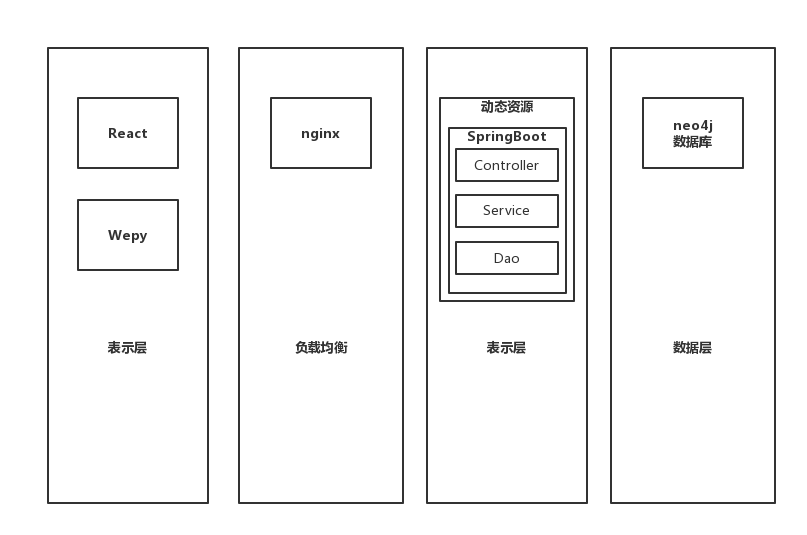 React
Wepy
表示层
nginx
负载均衡
动态资源
SpringBoot
Controller
Service
Dao
表示层
neo4j
数据库
数据层